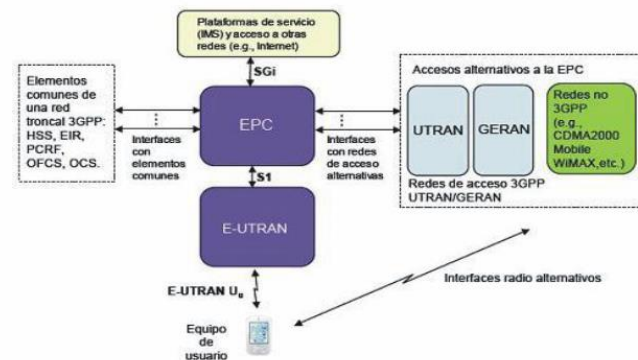 Plataformas de servicio
(IMS) y acceso a otras
redes (e.g., Internet)
SGi
Elementos
comunes de
una red
troncal 3GPP:
HSS, EIR,
PCRF,
OFCS, OCS.
Interfaces
con
elementos
comunes
EPC
Interfaces
con redes
de acceso
alternativas
Accesos alternativos a la EPC
UTRAN
GERAN
Redes no
3GPP
(e.g.,
CDMA2000
Mobile
WiMAX,etc.)
Redes de acceso 3GPP
UTRAN/GERAN
S1
E-UTRAN
E-UTRAN Uu
Interfaces radio alternativos
Equipo
de
usuario